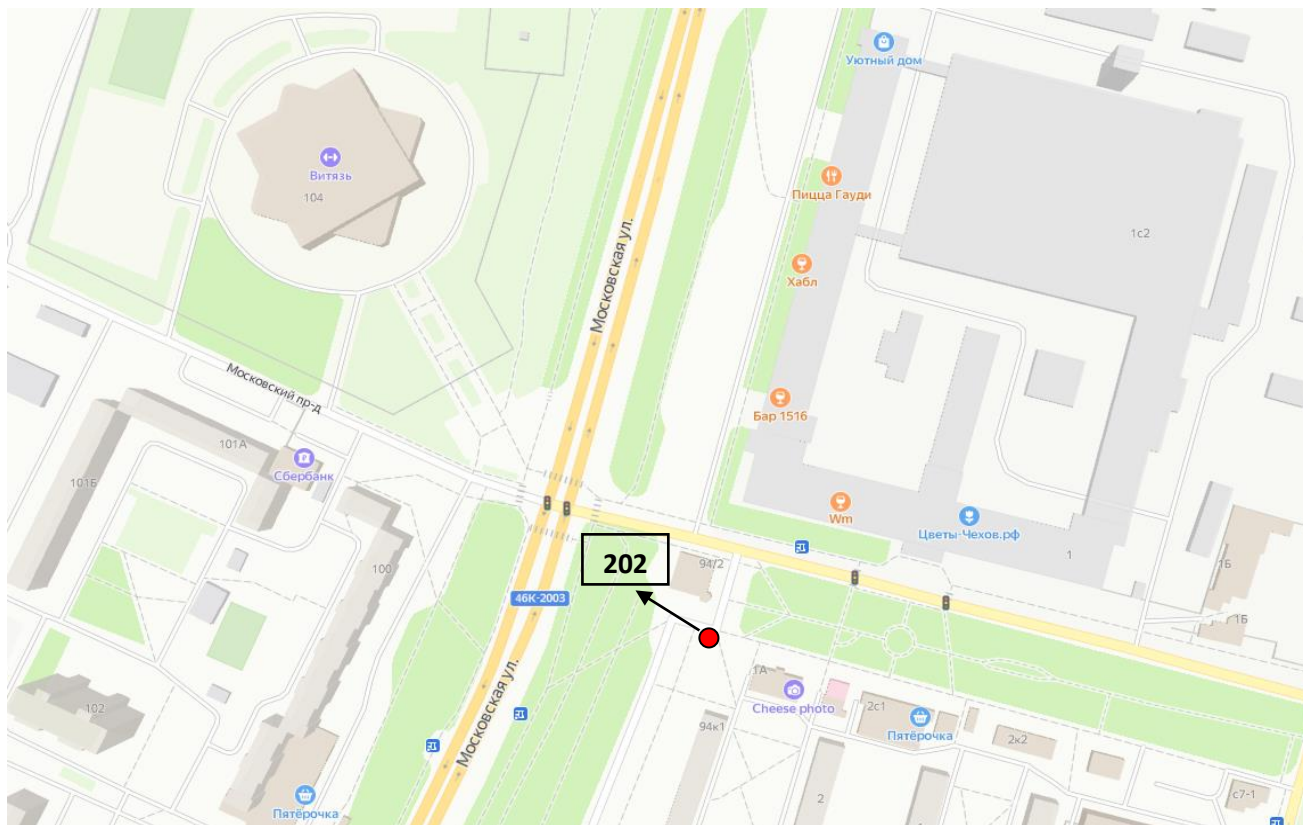 Уютный дом
Витязь
104
Пицца Гауди
1с2
Хабл
Московская ул.
Московский пр-д
Бар 1516
101А
Сбербанк
101Б
Wm
Цветы-Чехов.рф
1
94/2
202
100
1Б
46К-2003
1Б
1А
Cheese photo
2с1
Пятёрочка
102
Московская ул.
94к1
2к2
Пятёрочка
2
с7-1